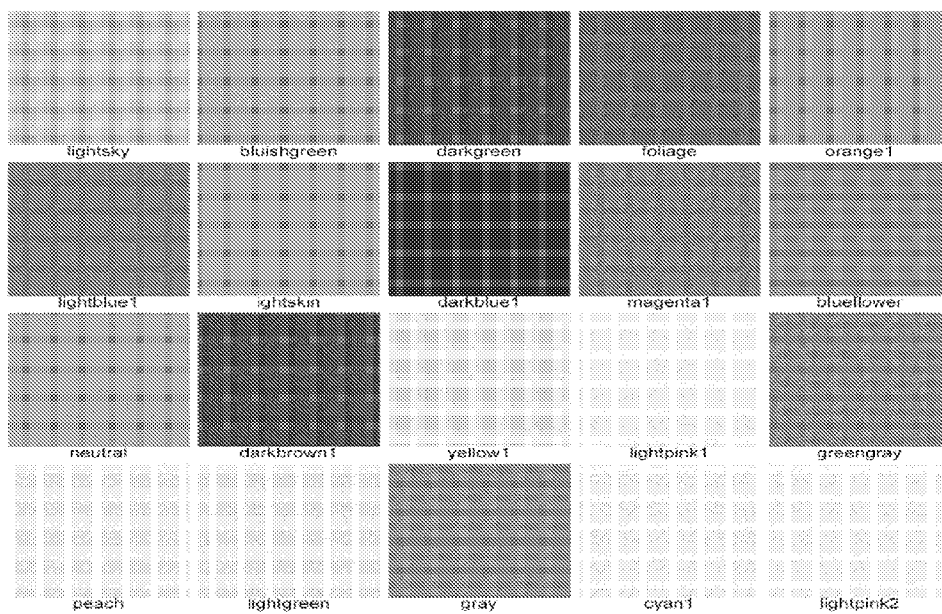 lightsky bluishgreen darkgreen foliage orange1
lightblue1 ightskin darkblue1 magenta1 blueflower
neutral darkbrown1 yellow1 lightpink1 greengray
peach lightgreen gray cyan1 lightpink2